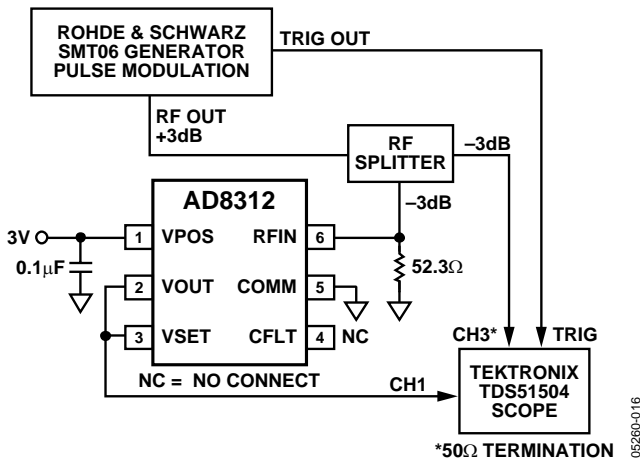 ROHDE & SCHWARZ
SMT06 GENERATOR
PULSE MODULATION
TRIG OUT
RF OUT
+3dB
RF
SPLITTER
–3dB
–3dB
AD8312
3V
1
VPOS
RFIN
6
0.1μF
52.3Ω
2
VOUT
COMM
5
3
VSET
CFLT
4
NC
NC = NO CONNECT
CH1
CH3*
TRIG
TEKTRONIX
TDS51504
SCOPE
*50Ω TERMINATION
05260-016